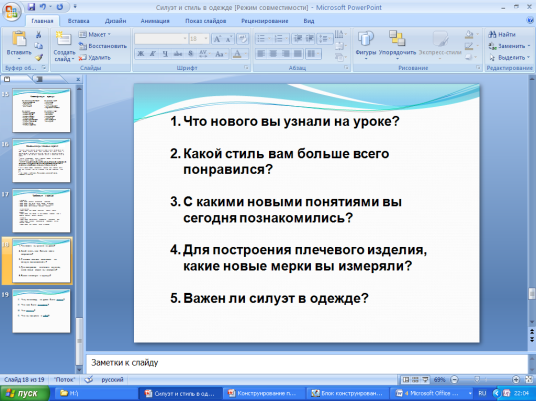 Силуэт и стиль в одежде [Режим совместимости] - Microsoft PowerPoint
Главная Вставка Дизайн Анимация Показ слайдов Рецензирование Вид
Вставить
Создать слайд
Макет
Восстановить
Удалить
Фигуры Упорядочить Экспресс-стили
Найти
Заменить
Выделить
Буфер об... Слайды Шрифт Абзац Рисование Редактирование
15
16
17
18
19
1. Что нового вы узнали на уроке?
2. Какой стиль вам больше всего
понравился?
3. С какими новыми понятиями вы
сегодня познакомились?
4. Для построения плечевого изделия,
какие новые мерки вы измеряли?
5. Важен ли силуэт в одежде?
Заметки к слайду
Слайд 18 из 19 "Поток" русский 69%
пуск H:\ Силуэт и стиль в од... Конструирование п... Блок конструирован... 4 Microsoft Office ... RU 22:04